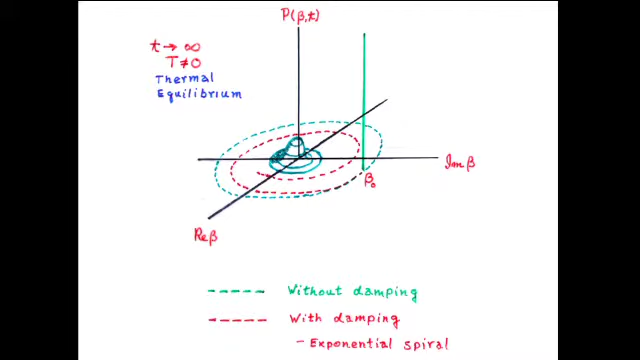 P(β,t)
t → ∞
T ≠ 0
Thermal
Equilibrium
Im β
β₀
Re β
Without damping
With damping
- Exponential spiral